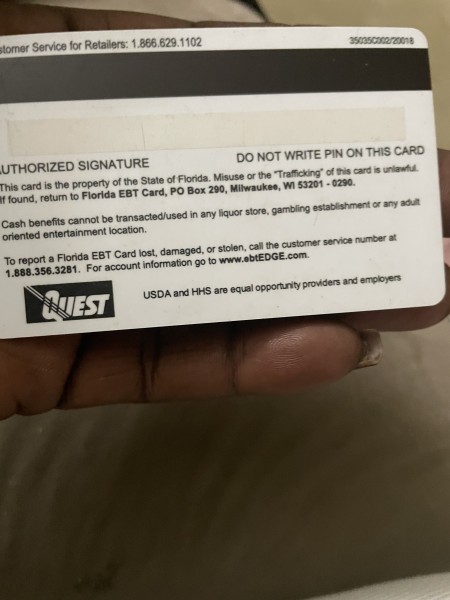 stomer Service for Retailers: 1.866.629.1102
35035C002/20018
UTHORIZED SIGNATURE
DO NOT WRITE PIN ON THIS CARD
This card is the property of the State of Florida. Misuse or the "Trafficking" of this card is unlawful.
If found, return to Florida EBT Card, PO Box 290, Milwaukee, WI 53201 - 0290.
Cash benefits cannot be transacted/used in any liquor store, gambling establishment or any adult
oriented entertainment location.
To report a Florida EBT Card lost, damaged, or stolen, call the customer service number at
1.888.356.3281. For account information go to www.ebtEDGE.com.
QUEST
USDA and HHS are equal opportunity providers and employers